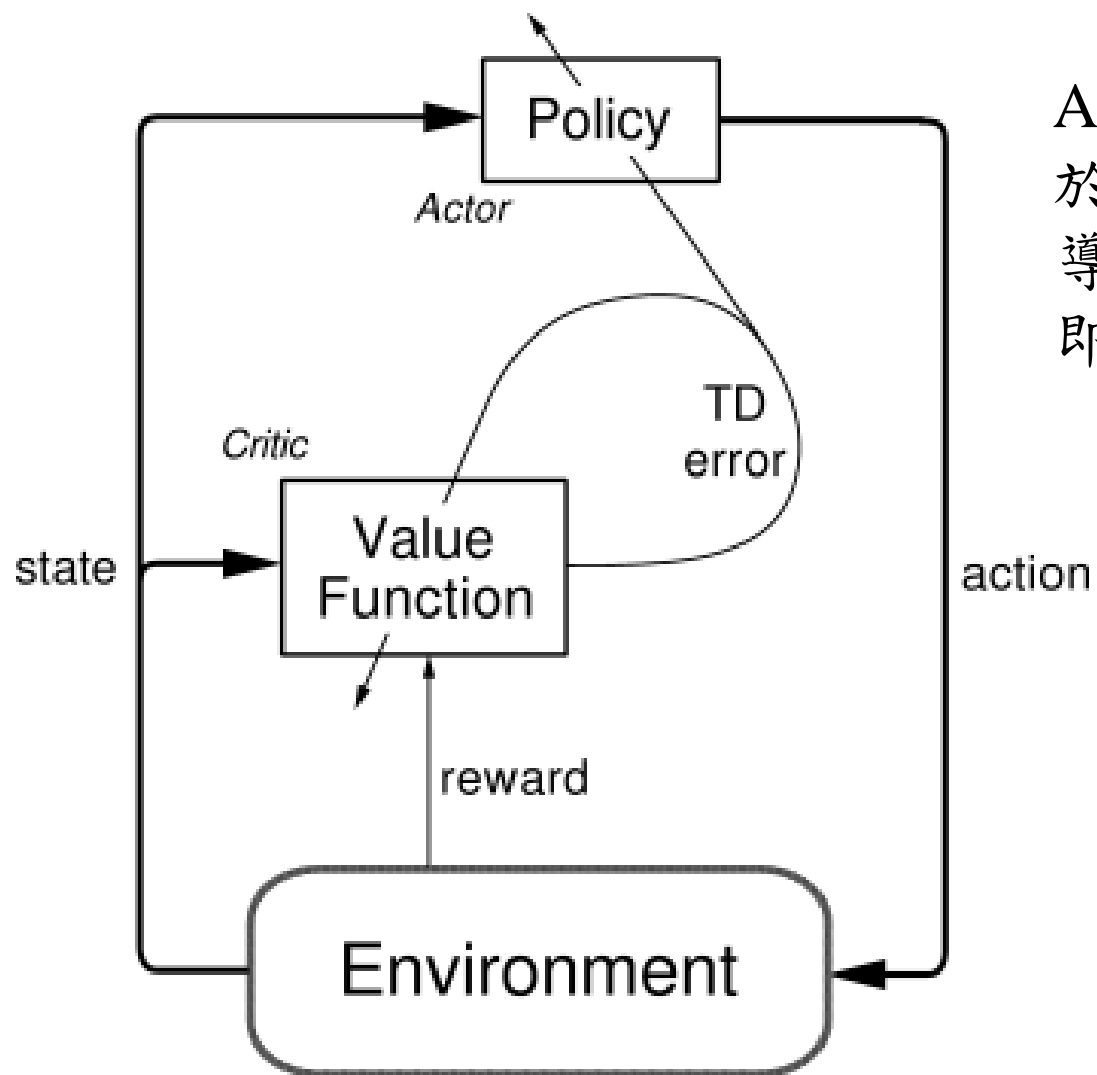 Policy
Actor
A
於
導
即
TD
error
Critic
Value
Function
state
action
reward
Environment